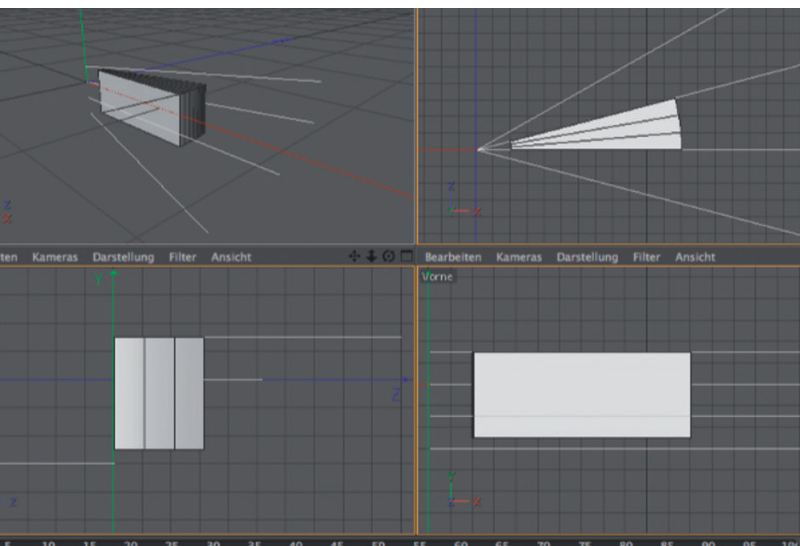 Z
X
Z
X
ten Kameras Darstellung Filter Ansicht
Bearbeiten Kameras Darstellung Filter Ansicht
Y
Vorne
Z
Y
X
Z
5 10 15 20 25 30 35 40 45 50 55 60 65 70 75 80 85 90 95 100